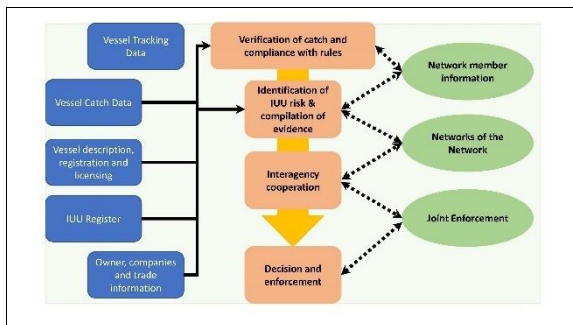 Vessel Tracking
Data
Vessel Catch Data
Vessel description,
registration and
licensing
IUU Register
Owner, companies
and trade
information
Verification of catch and
compliance with rules
Identification of
IUU risk &
compilation of
evidence
Interagency
cooperation
Decision and
enforcement
Network member
information
Networks of the
Network
Joint Enforcement